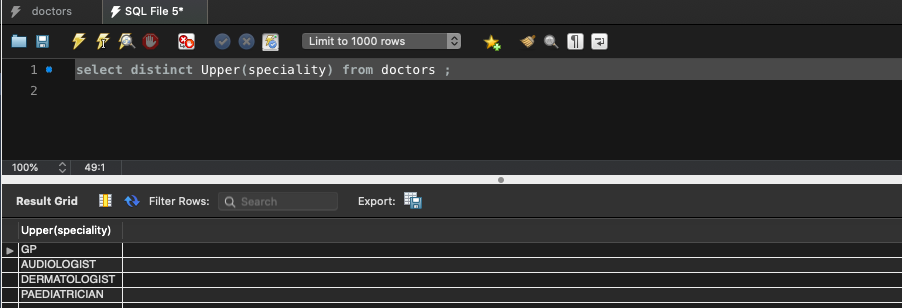 doctors
SQL File 5*
Limit to 1000 rows
1 select distinct Upper(speciality) from doctors ;
2
100% 49:1
Result Grid Filter Rows: Search Export:
Upper(speciality)
GP
AUDIOLOGIST
DERMATOLOGIST
PAEDIATRICIAN